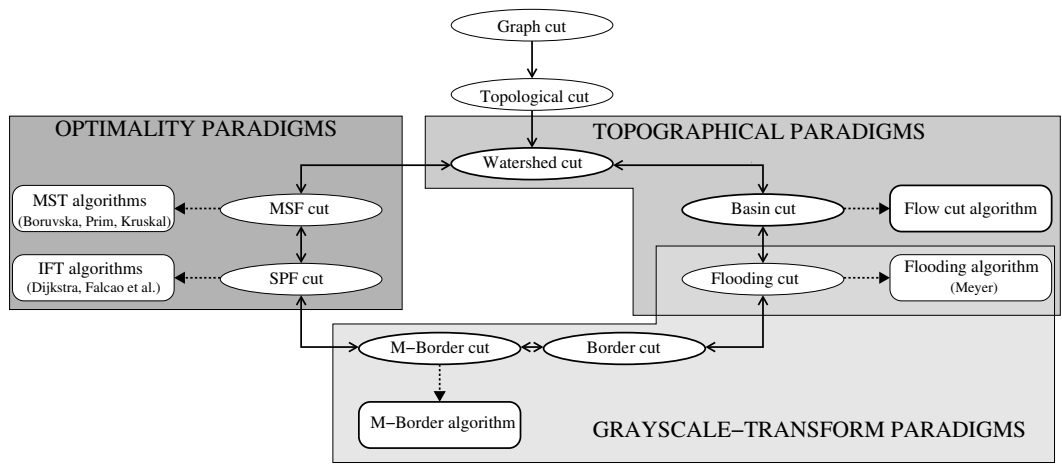 Graph cut
Topological cut
OPTIMALITY PARADIGMS
TOPOGRAPHICAL PARADIGMS
Watershed cut
MST algorithms
(Boruvska, Prim, Kruskal)
MSF cut
Basin cut
Flow cut algorithm
IFT algorithms
(Dijkstra, Falcao et al.)
SPF cut
Flooding cut
Flooding algorithm
(Meyer)
M−Border cut
Border cut
M−Border algorithm
GRAYSCALE−TRANSFORM PARADIGMS